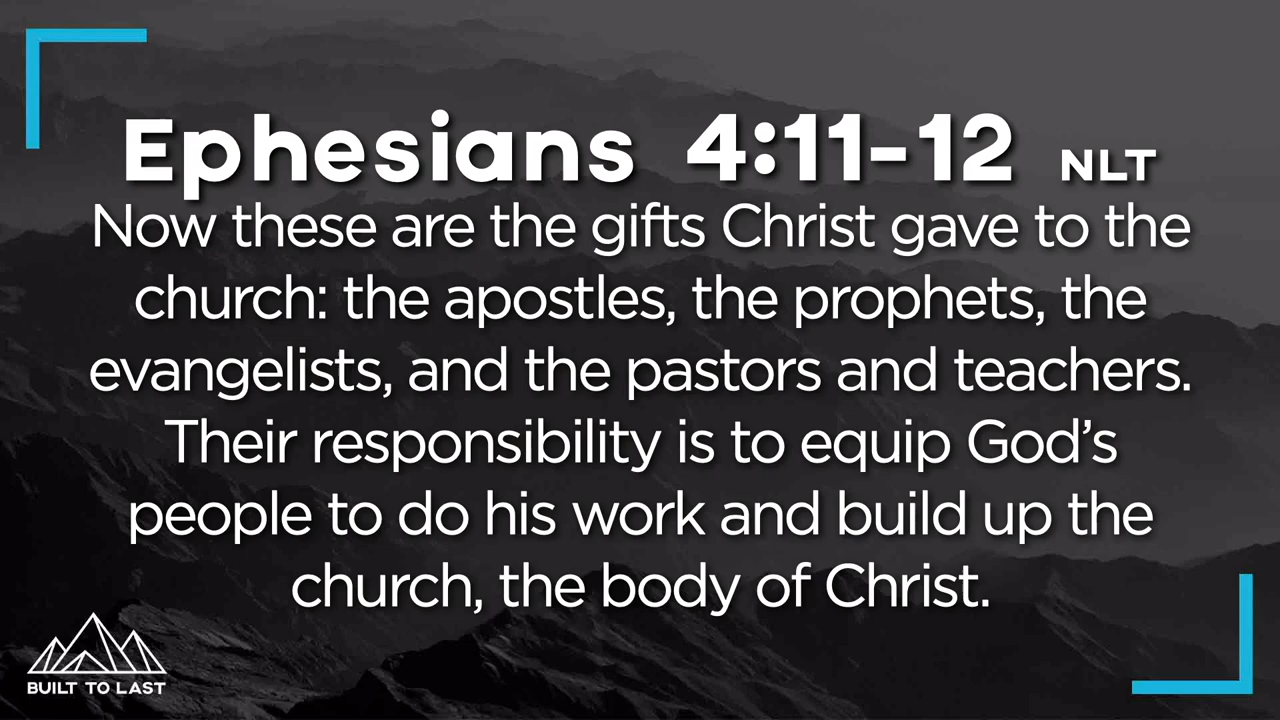 Ephesians 4:11-12 NLT
Now these are the gifts Christ gave to the
church: the apostles, the prophets, the
evangelists, and the pastors and teachers.
Their responsibility is to equip God’s
people to do his work and build up the
church, the body of Christ.
BUILT TO LAST